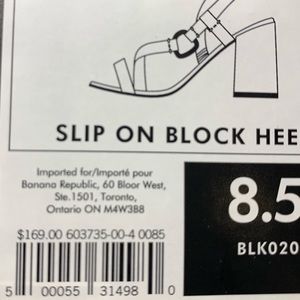 SLIP ON BLOCK HEE
Imported for/Importé pour
Banana Republic, 60 Bloor West,
Ste.1501, Toronto,
Ontario ON M4W3B8
8.5
BLK020
$169.00 603735-00-4 0085
5 00055 31498 0